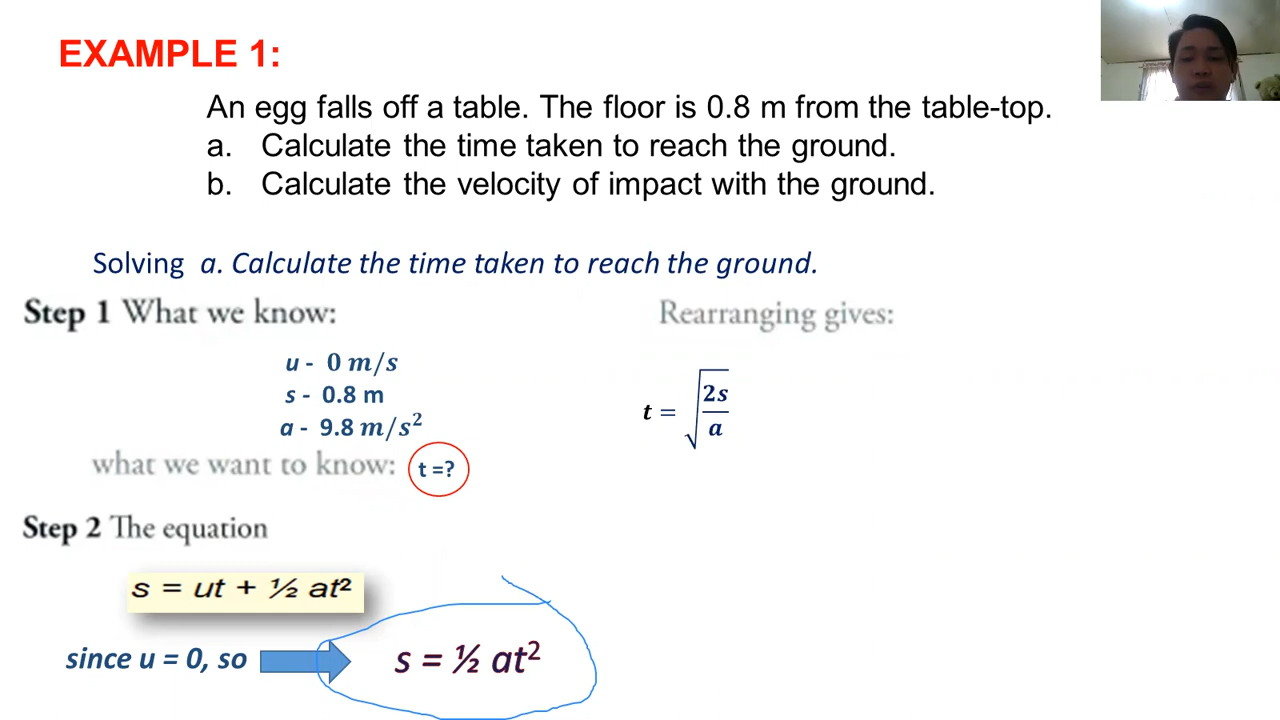 EXAMPLE 1:
An egg falls off a table. The floor is 0.8 m from the table-top.
a. Calculate the time taken to reach the ground.
b. Calculate the velocity of impact with the ground.
Solving a. Calculate the time taken to reach the ground.
Step 1 What we know:
u - 0 m/s
s - 0.8 m
a - 9.8 m/s²
what we want to know: t =?
Step 2 The equation
s = ut + ½ at²
since u = 0, so
s = ½ at²
Rearranging gives:
t = √(2s/a)